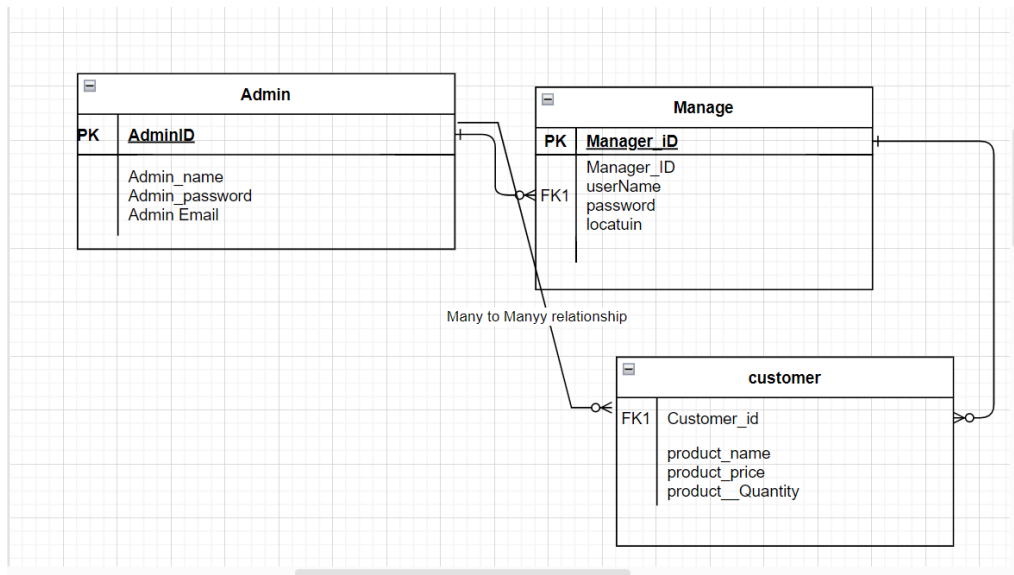 Admin
PK AdminID
Admin_name
Admin_password
Admin Email
Manage
PK Manager_iD
Manager_ID
userName
FK1
password
locatuin
Many to Manyy relationship
customer
FK1 Customer_id
product_name
product_price
product__Quantity